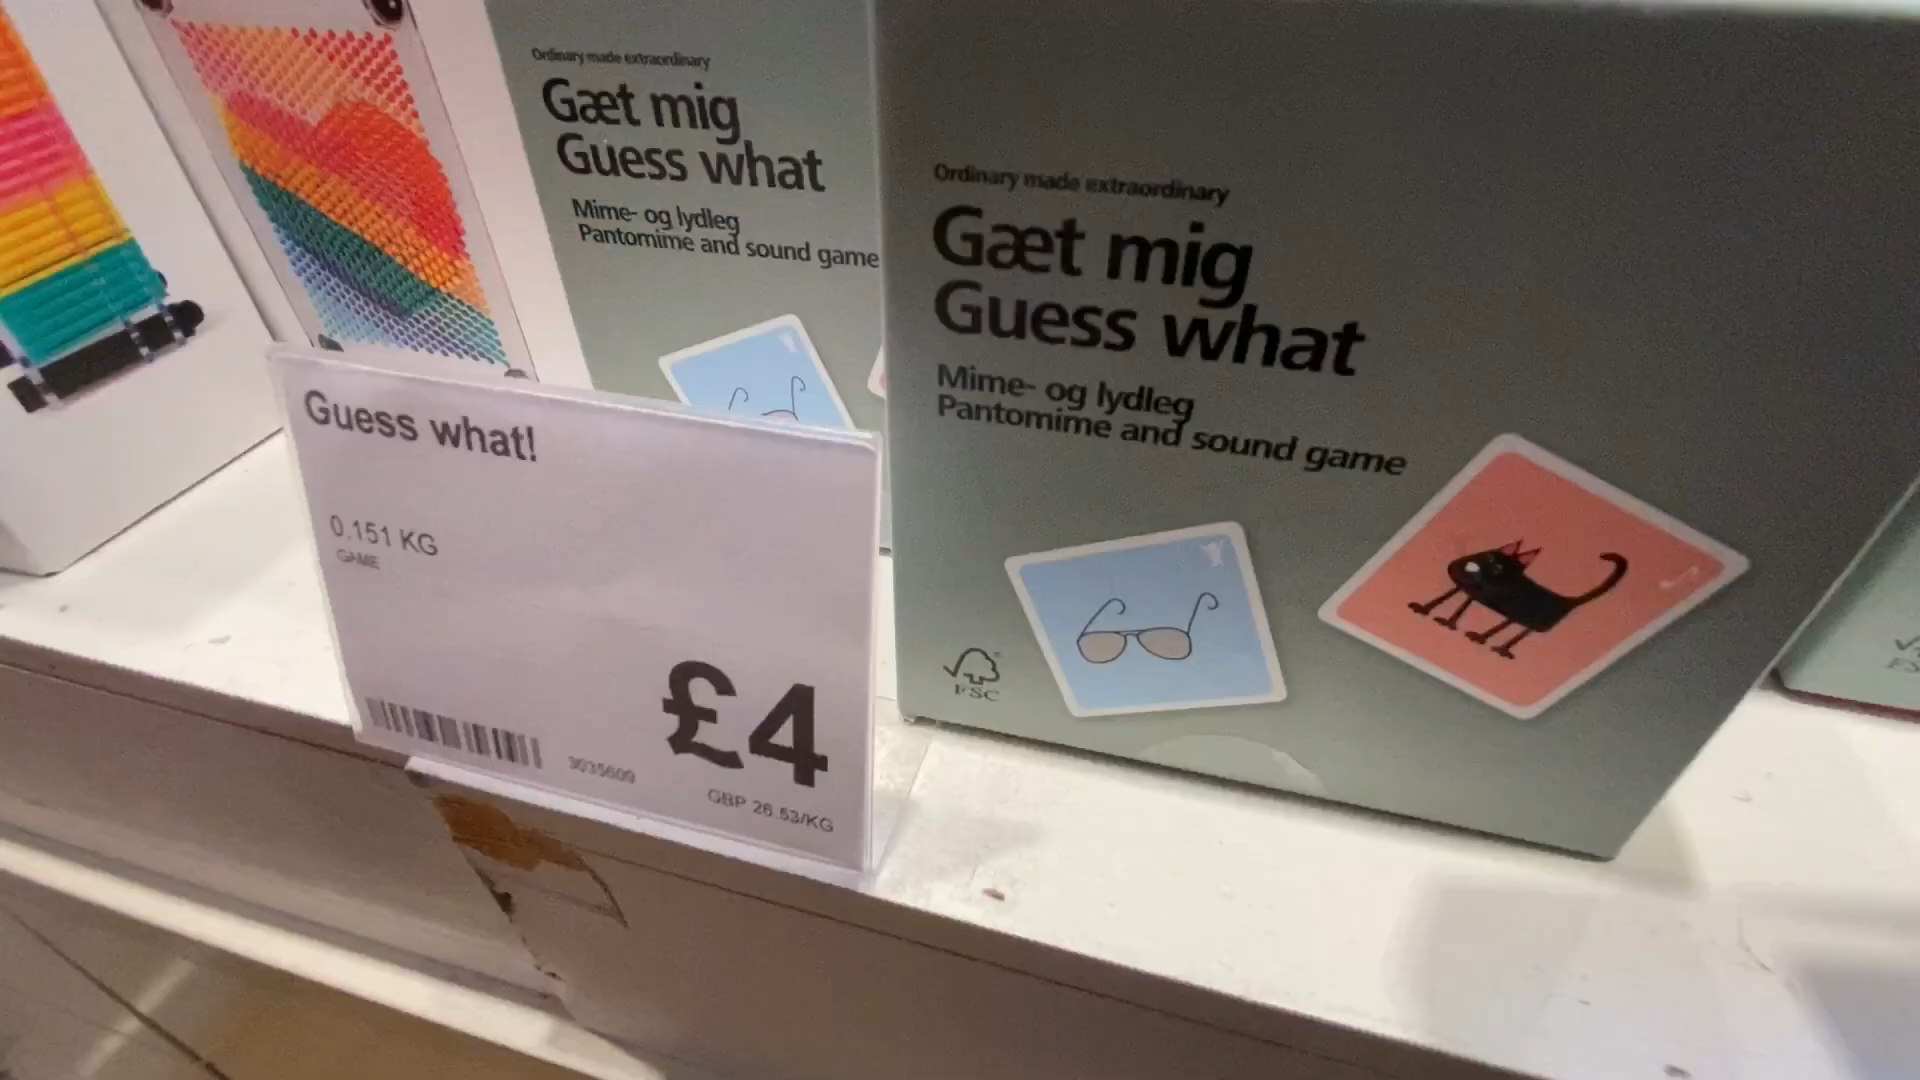 Ordinary made extraordinary
Gæt mig
Guess what
Mime- og lydleg
Pantomime and sound game
Ordinary made extraordinary
Gæt mig
Guess what
Mime- og lydleg
Pantomime and sound game
FSC
Guess what!
0.151 KG
GAME
£4
3035609
GBP 26.53/KG